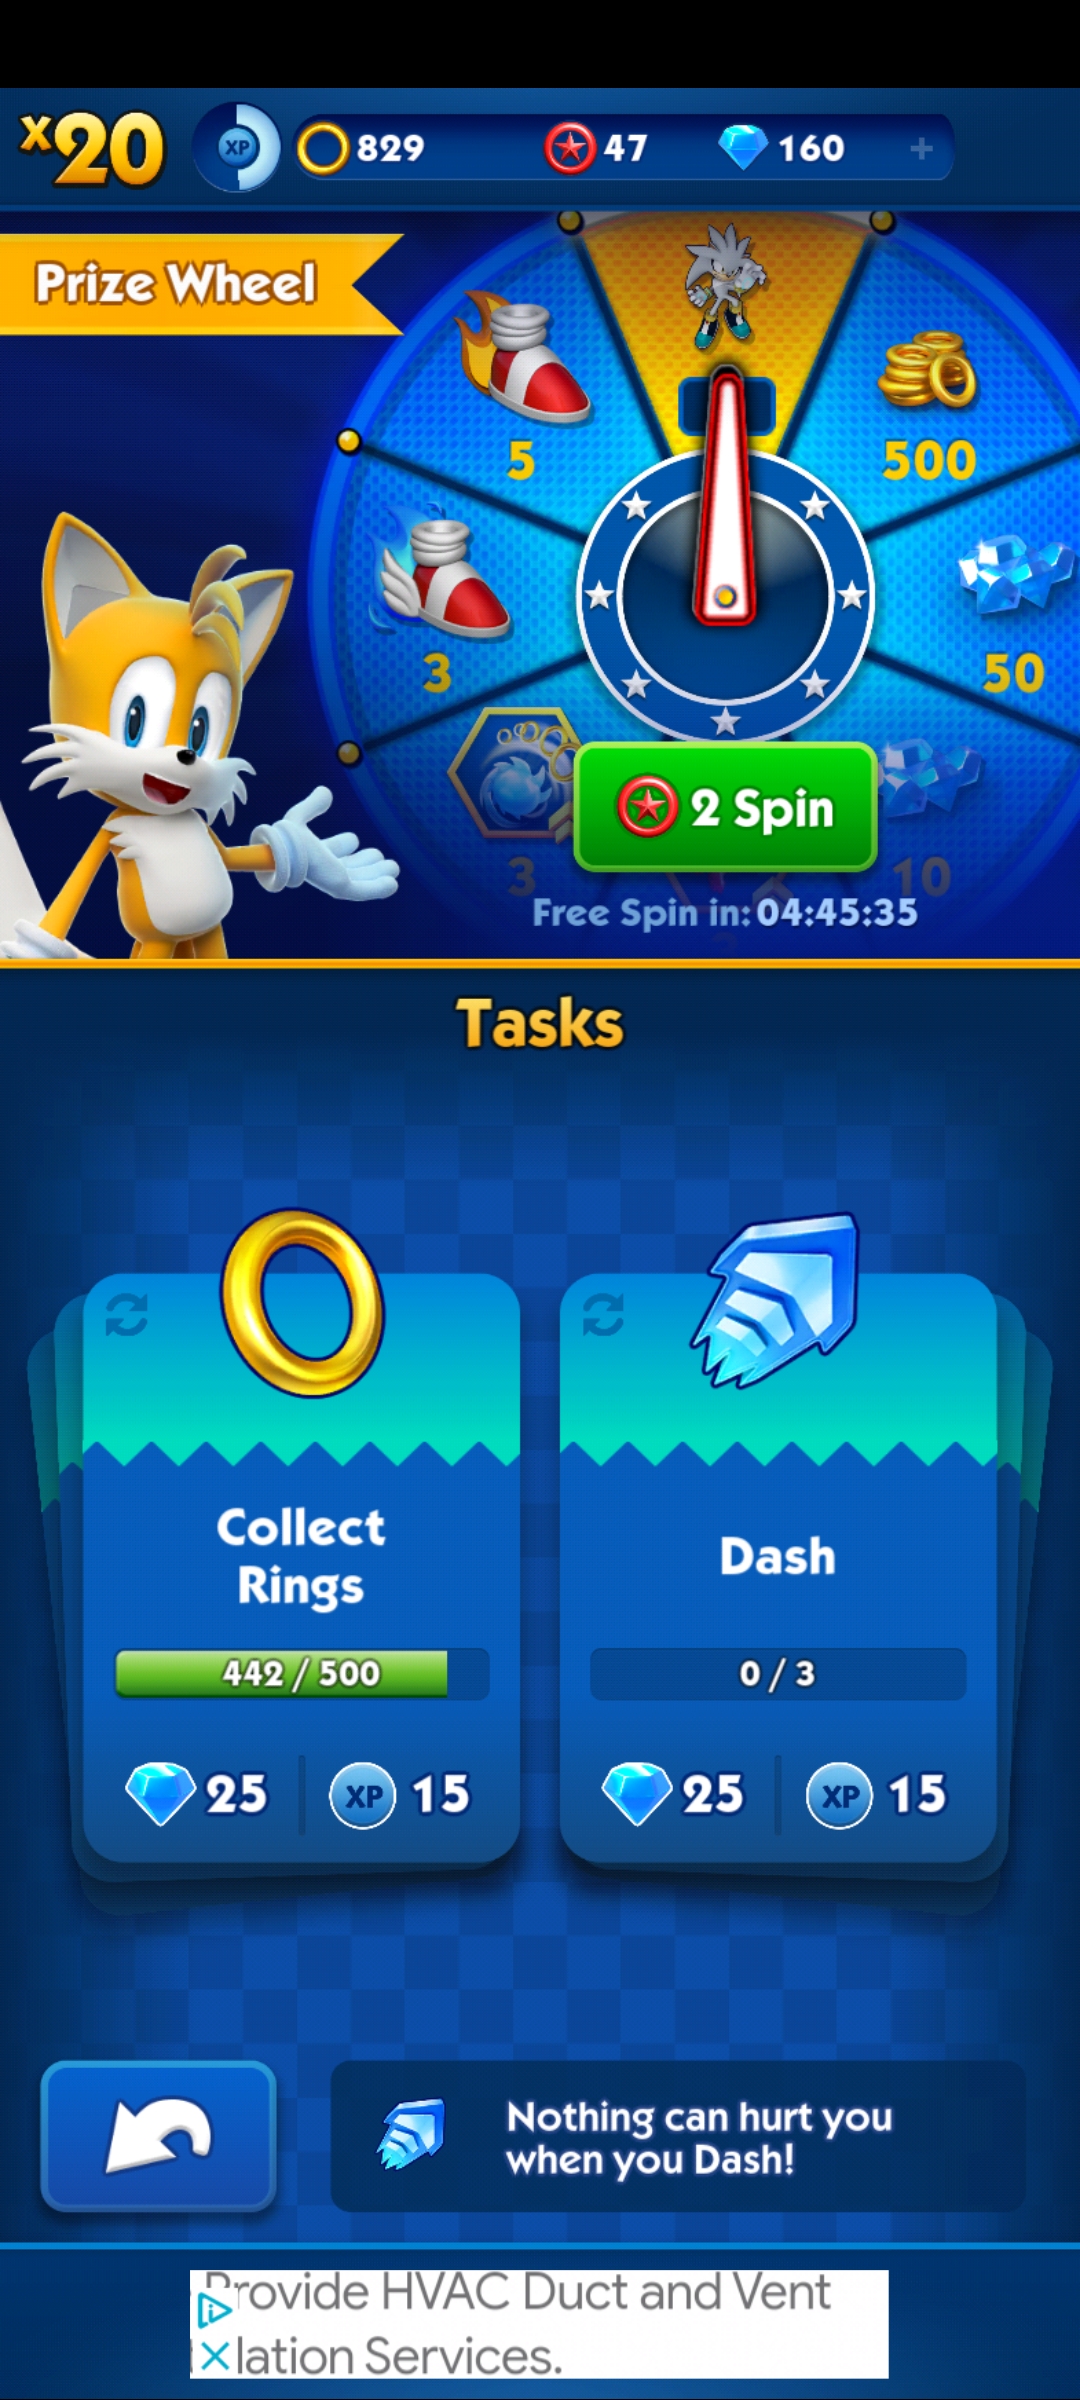 x20
XP
829
47
160
+
Prize Wheel
5
500
3
50
2 Spin
3
10
Free Spin in: 04:45:35
Tasks
Collect
Rings
442 / 500
25
XP
15
Dash
0 / 3
25
XP
15
Nothing can hurt you
when you Dash!
Provide HVAC Duct and Vent
lation Services.